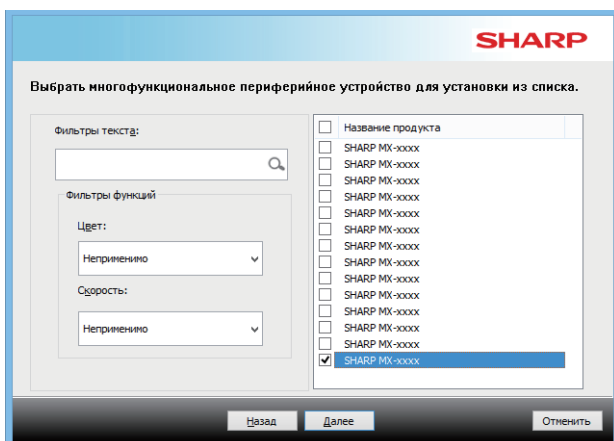 SHARP
Выбрать многофункциональное периферийное устройство для установки из списка.
Фильтры текста:
Фильтры функций
Цвет:
Неприменимо
Скорость:
Неприменимо
Название продукта
SHARP MX-xxxx
SHARP MX-xxxx
SHARP MX-xxxx
SHARP MX-xxxx
SHARP MX-xxxx
SHARP MX-xxxx
SHARP MX-xxxx
SHARP MX-xxxx
SHARP MX-xxxx
SHARP MX-xxxx
SHARP MX-xxxx
SHARP MX-xxxx
SHARP MX-xxxx
SHARP MX-xxxx
Назад
Далее
Отменить